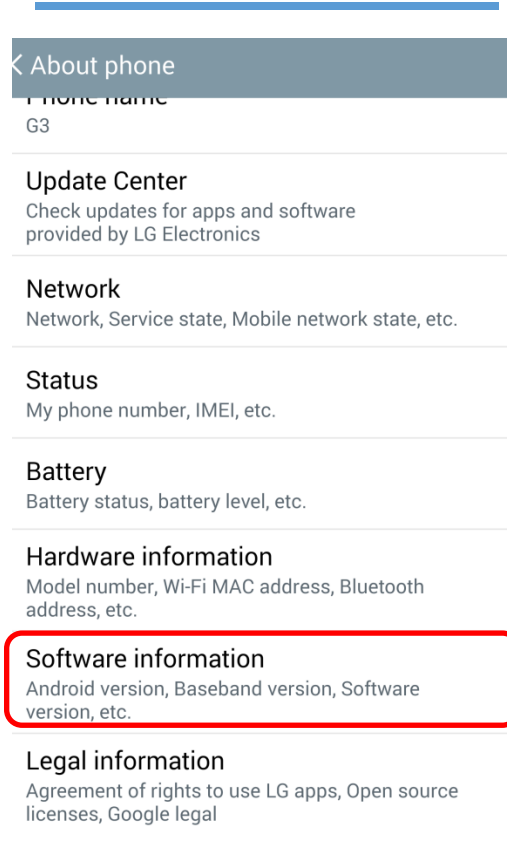 About phone
Phone name
G3
Update Center
Check updates for apps and software
provided by LG Electronics
Network
Network, Service state, Mobile network state, etc.
Status
My phone number, IMEI, etc.
Battery
Battery status, battery level, etc.
Hardware information
Model number, Wi-Fi MAC address, Bluetooth
address, etc.
Software information
Android version, Baseband version, Software
version, etc.
Legal information
Agreement of rights to use LG apps, Open source
licenses, Google legal